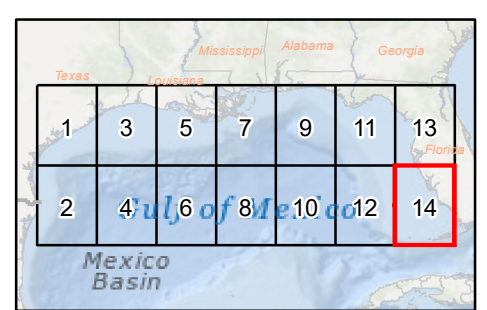 Mississippi Alabama Georgia
Texas Louisiana
1 3 5 7 9 11 13
Florida
2 4 6 8 10 12 14
Gulf of Mexico
Mexico
Basin